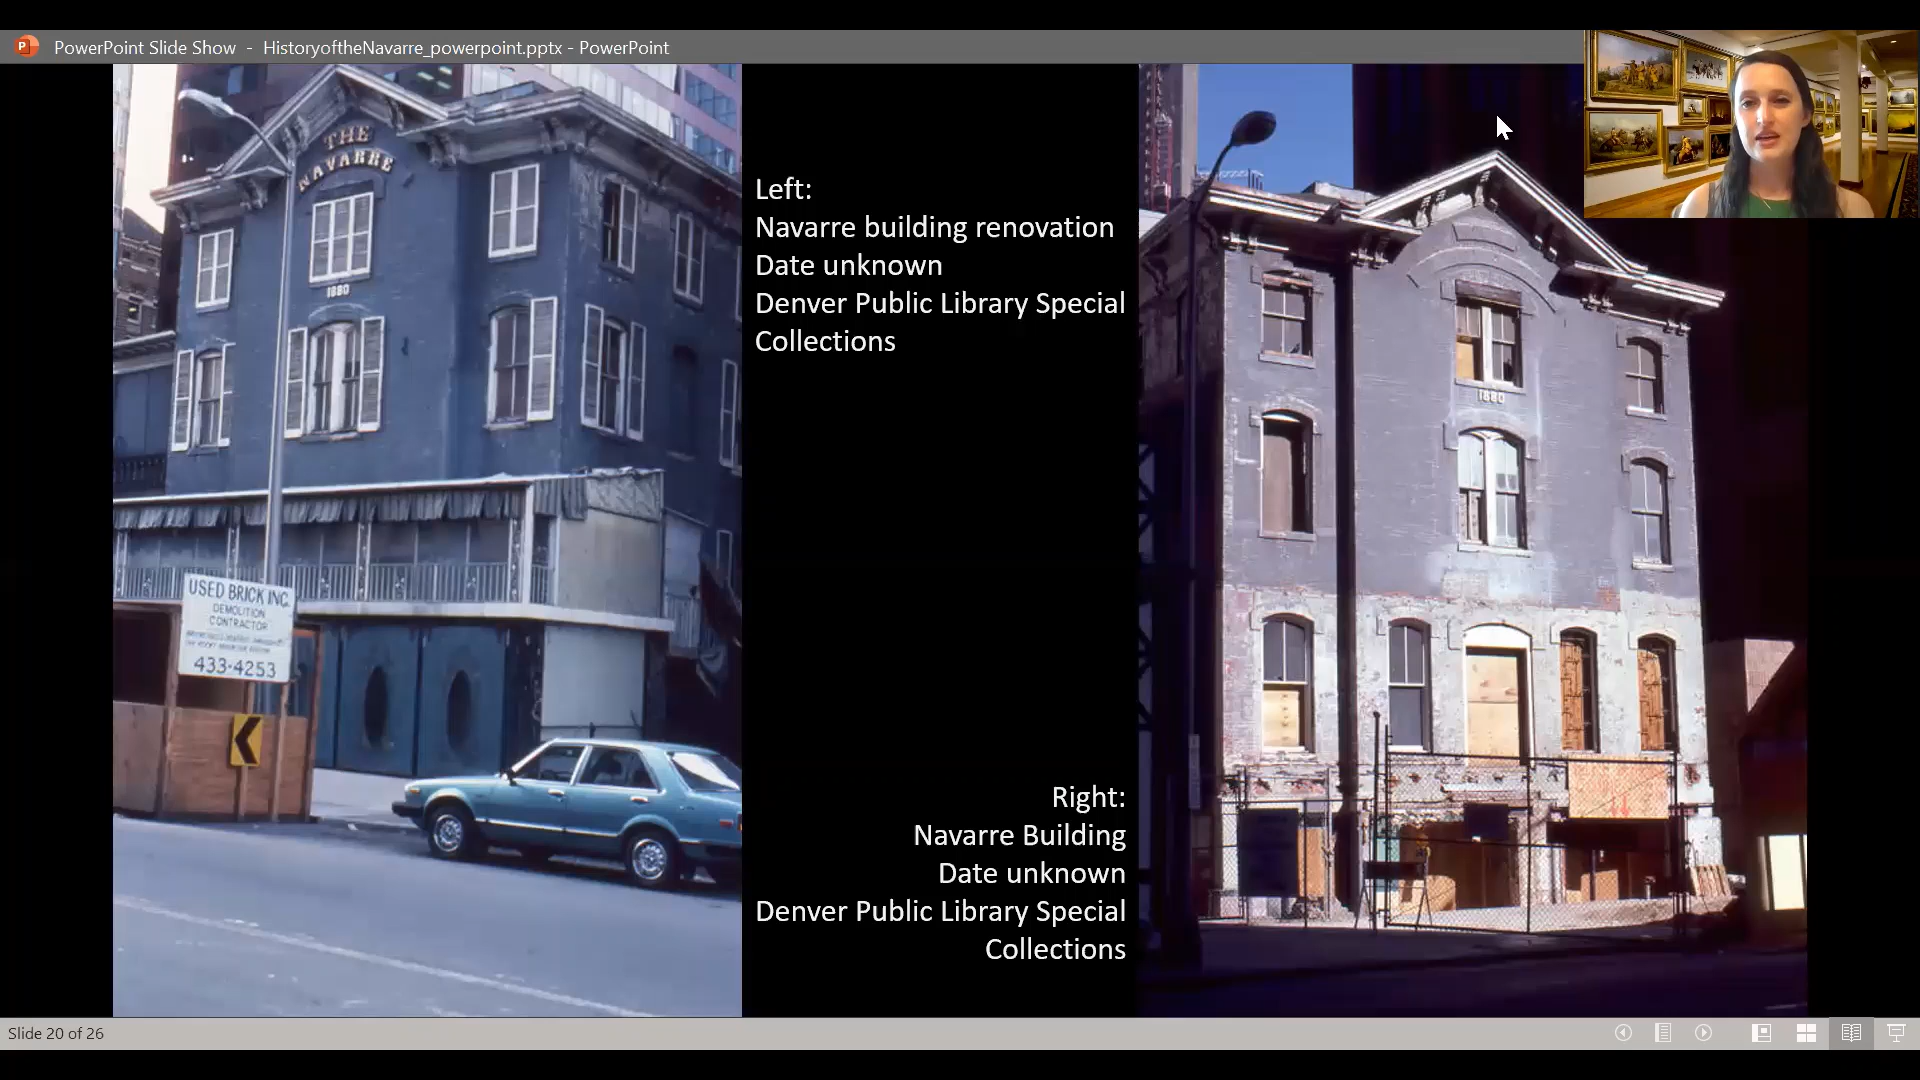 PowerPoint Slide Show - HistoryoftheNavarre_powerpoint.pptx - PowerPoint
THE
NAVARRE
1880
USED BRICK INC.
DEMOLITION
CONTRACTOR
433-4253
Left:
Navarre building renovation
Date unknown
Denver Public Library Special
Collections
Right:
Navarre Building
Date unknown
Denver Public Library Special
Collections
1880
Slide 20 of 26